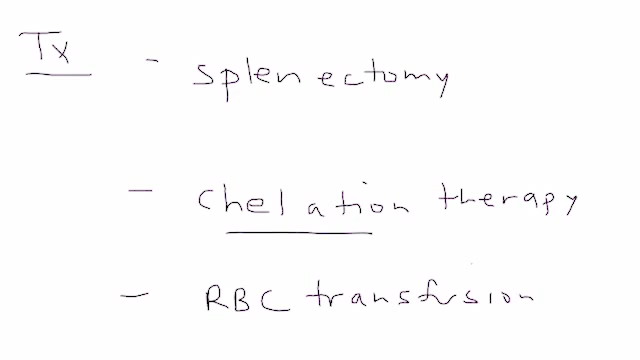 Tx - splenectomy
- chelation therapy
- RBC transfusion